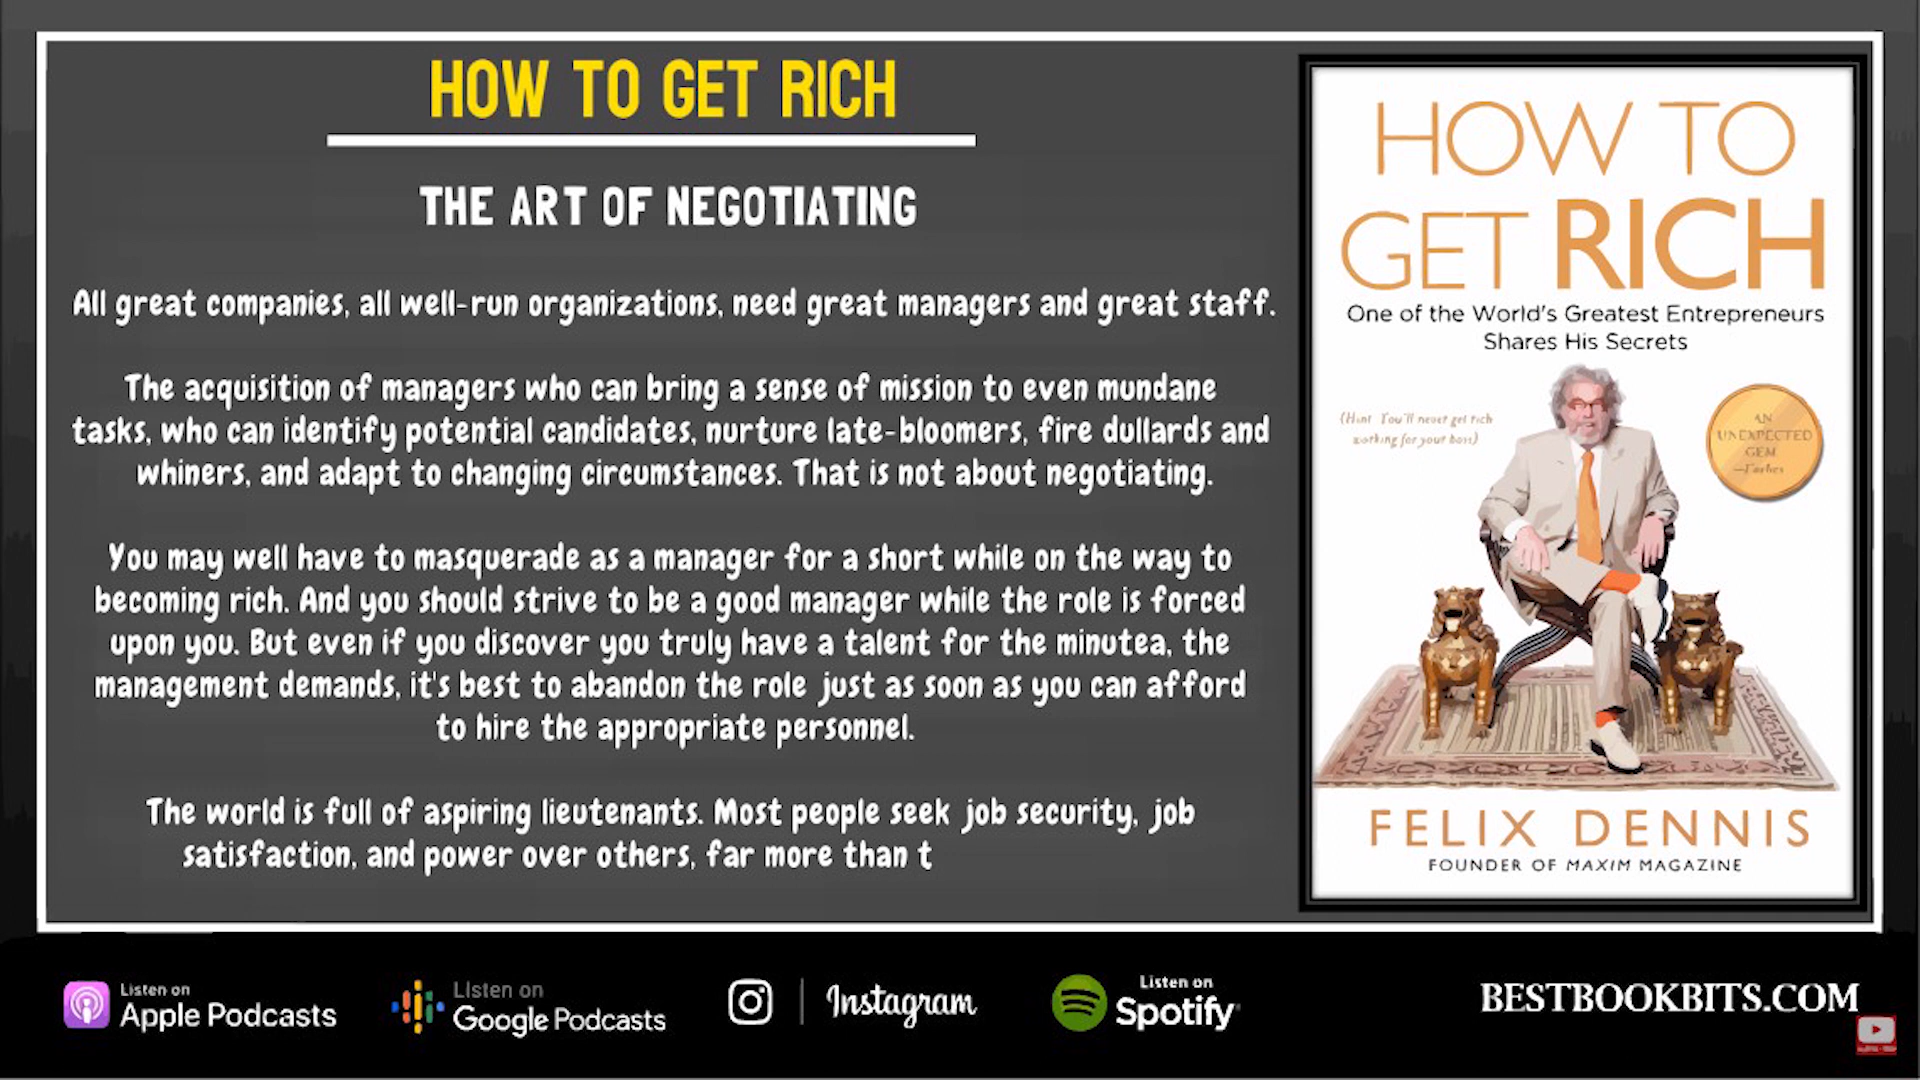 HOW TO GET RICH
THE ART OF NEGOTIATING
All great companies, all well-run organizations, need great managers and great staff.
The acquisition of managers who can bring a sense of mission to even mundane
tasks, who can identify potential candidates, nurture late-bloomers, fire dullards and
whiners, and adapt to changing circumstances. That is not about negotiating.
You may well have to masquerade as a manager for a short while on the way to
becoming rich. And you should strive to be a good manager while the role is forced
upon you. But even if you discover you truly have a talent for the minutea, the
management demands, it's best to abandon the role just as soon as you can afford
to hire the appropriate personnel.
The world is full of aspiring lieutenants. Most people seek job security, job
satisfaction, and power over others, far more than t
HOW TO
GET RICH
One of the World's Greatest Entrepreneurs
Shares His Secrets
(Hint You'll never get rich
working for your boss)
AN
UNEXPECTED
GEM
—Forbes
FELIX DENNIS
FOUNDER OF MAXIM MAGAZINE
Listen on
Apple Podcasts
Listen on
Google Podcasts
Instagram
Listen on
Spotify
BESTBOOKBITS.COM